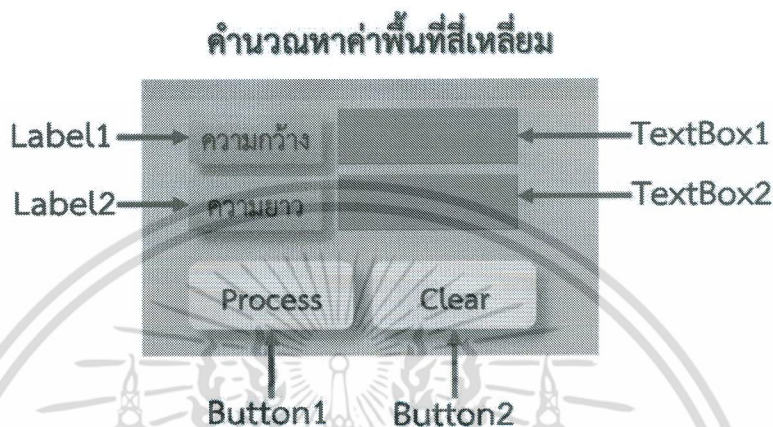 คำนวณหาค่าพื้นที่สี่เหลี่ยม
Label1 ความกว้าง TextBox1
Label2 ความยาว TextBox2
Process Clear
Button1 Button2